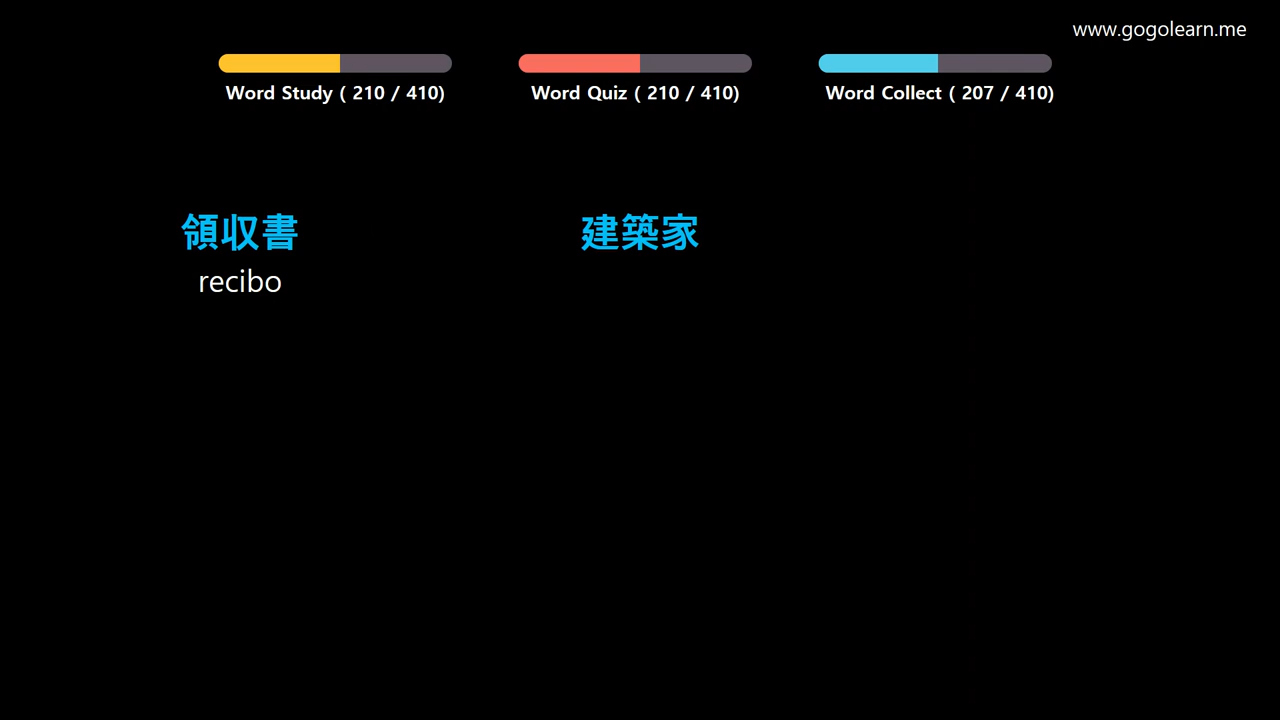 www.gogolearn.me
Word Study ( 210 / 410)
Word Quiz ( 210 / 410)
Word Collect ( 207 / 410)
領収書
recibo
建築家